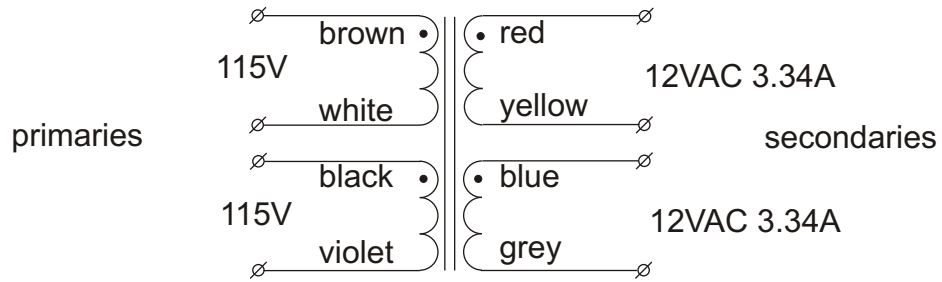 brown
red
115V
12VAC 3.34A
white
yellow
primaries
secondaries
black
blue
115V
12VAC 3.34A
violet
grey